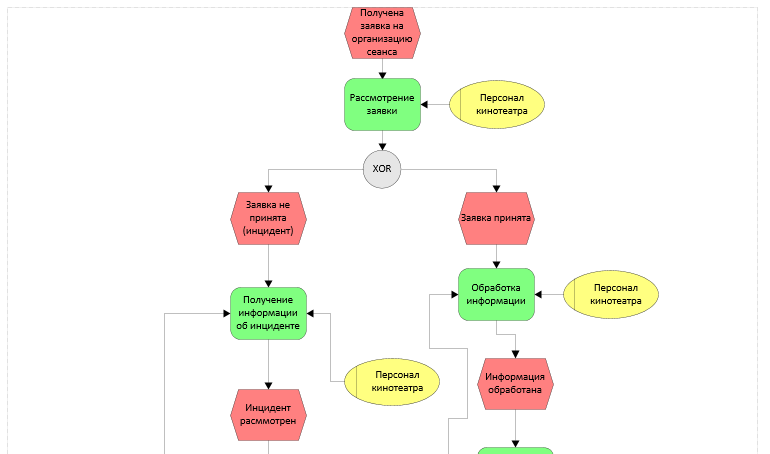 Получена
заявка на
организацию
сеанса
Рассмотрение
заявки
Персонал
кинотеатра
XOR
Заявка не
принята
(инцидент)
Заявка принята
Обработка
информации
Персонал
кинотеатра
Получение
информации
об инциденте
Персонал
кинотеатра
Информация
обработана
Инцидент
расммотрен